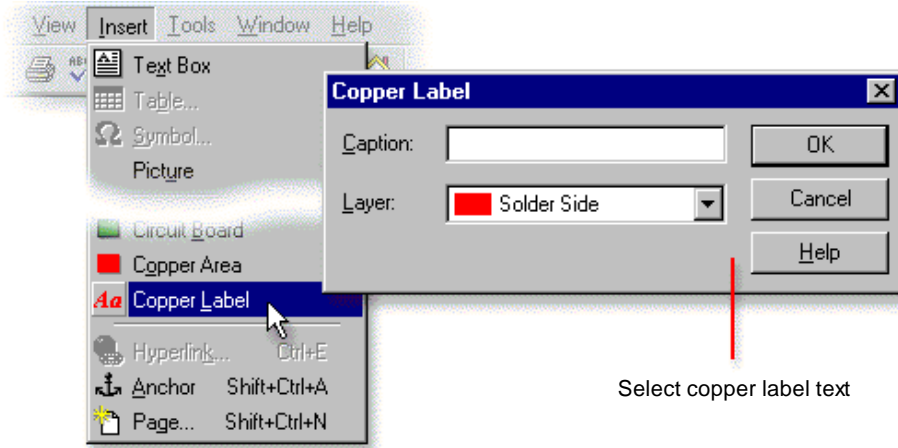 View Insert Tools Window Help
ABC
Text Box
Table...
Symbol...
Picture
Circuit Board
Copper Area
Aa Copper Label
Hyperlink... Ctrl+E
Anchor Shift+Ctrl+A
Page... Shift+Ctrl+N
Copper Label
Caption: OK
Layer: Solder Side Cancel
Help
Select copper label text